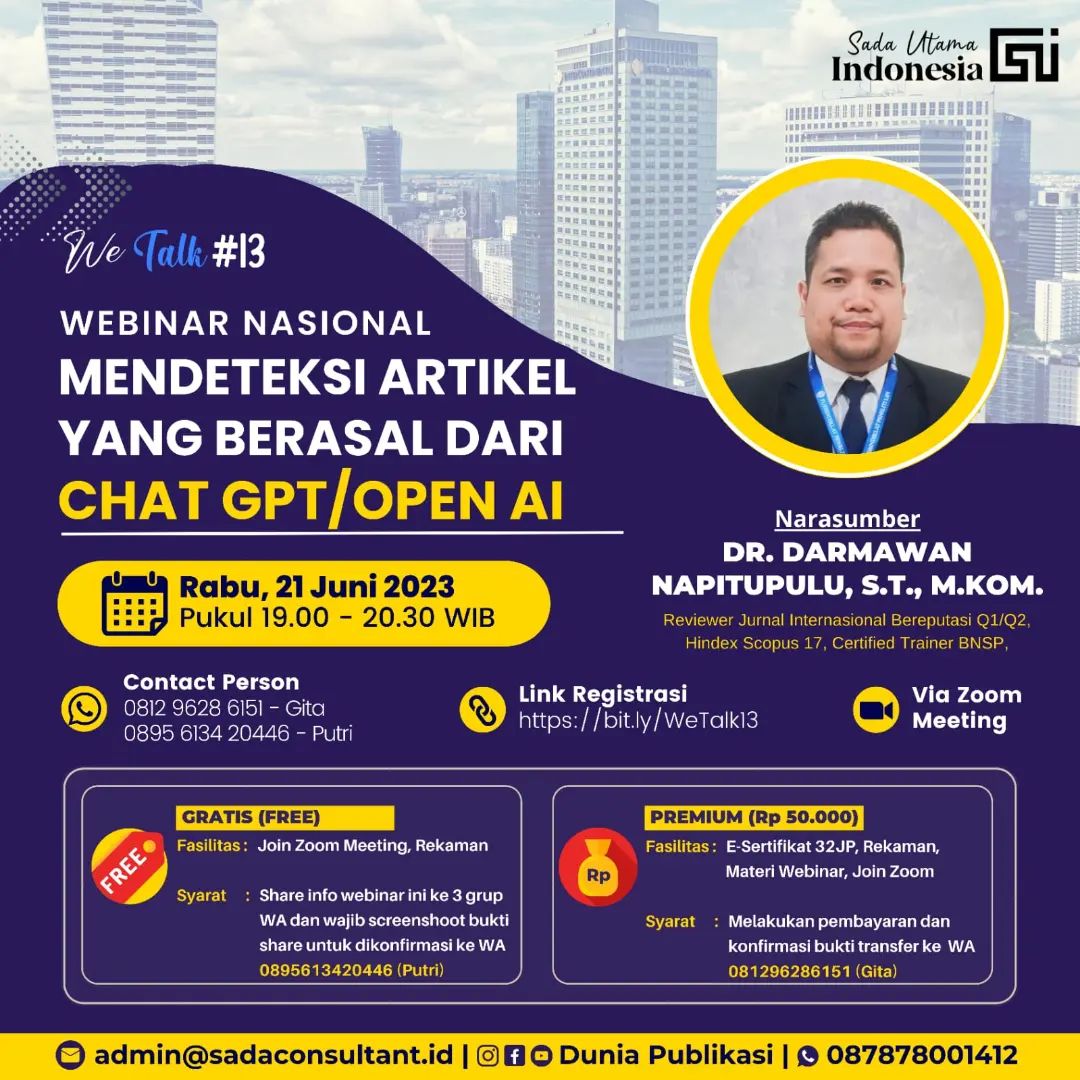 Sada Utama
Indonesia
We Talk #13
WEBINAR NASIONAL
MENDETEKSI ARTIKEL
YANG BERASAL DARI
CHAT GPT/OPEN AI
Rabu, 21 Juni 2023
Pukul 19.00 - 20.30 WIB
Narasumber
DR. DARMAWAN
NAPITUPULU, S.T., M.KOM.
Reviewer Jurnal Internasional Bereputasi Q1/Q2,
Hindex Scopus 17, Certified Trainer BNSP,
Contact Person
0812 9628 6151 - Gita
0895 6134 20446 - Putri
Link Registrasi
https://bit.ly/WeTalk13
Via Zoom
Meeting
FREE
GRATIS (FREE)
Fasilitas : Join Zoom Meeting, Rekaman
Syarat : Share info webinar ini ke 3 grup
WA dan wajib screenshoot bukti
share untuk dikonfirmasi ke WA
0895613420446 (Putri)
Rp
PREMIUM (Rp 50.000)
Fasilitas : E-Sertifikat 32JP, Rekaman,
Materi Webinar, Join Zoom
Syarat : Melakukan pembayaran dan
konfirmasi bukti transfer ke WA
081296286151 (Gita)
admin@sadaconsultant.id | Dunia Publikasi | 087878001412